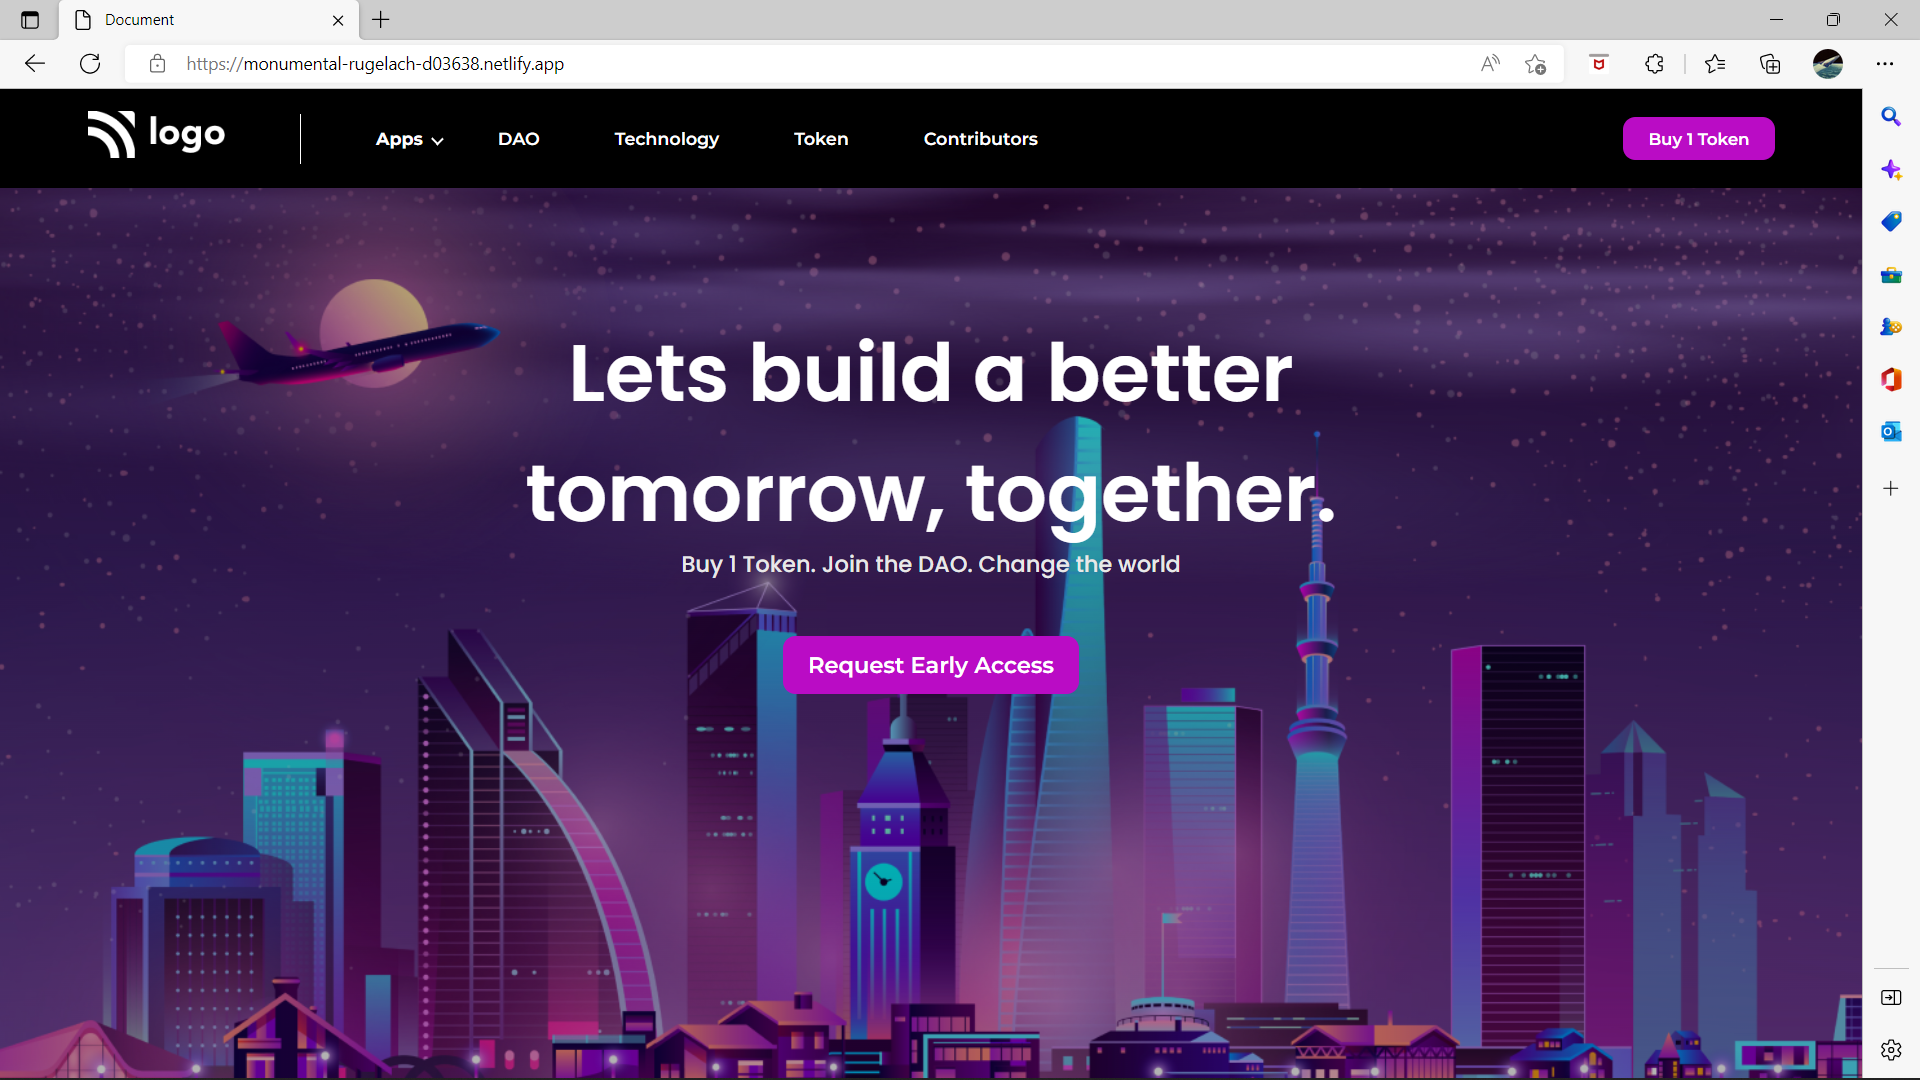 Document
https://monumental-rugelach-d03638.netlify.app
logo
Apps
DAO
Technology
Token
Contributors
Buy 1 Token
Lets build a better
tomorrow, together.
Buy 1 Token. Join the DAO. Change the world
Request Early Access